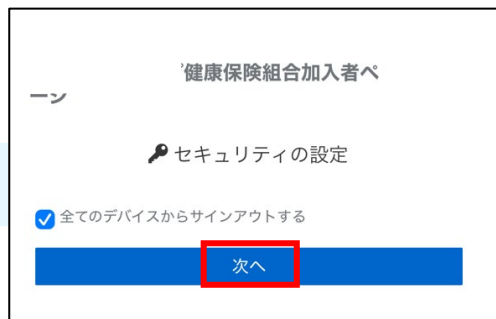 健康保険組合加入者ペ
ージ
セキュリティの設定
全てのデバイスからサインアウトする
次へ